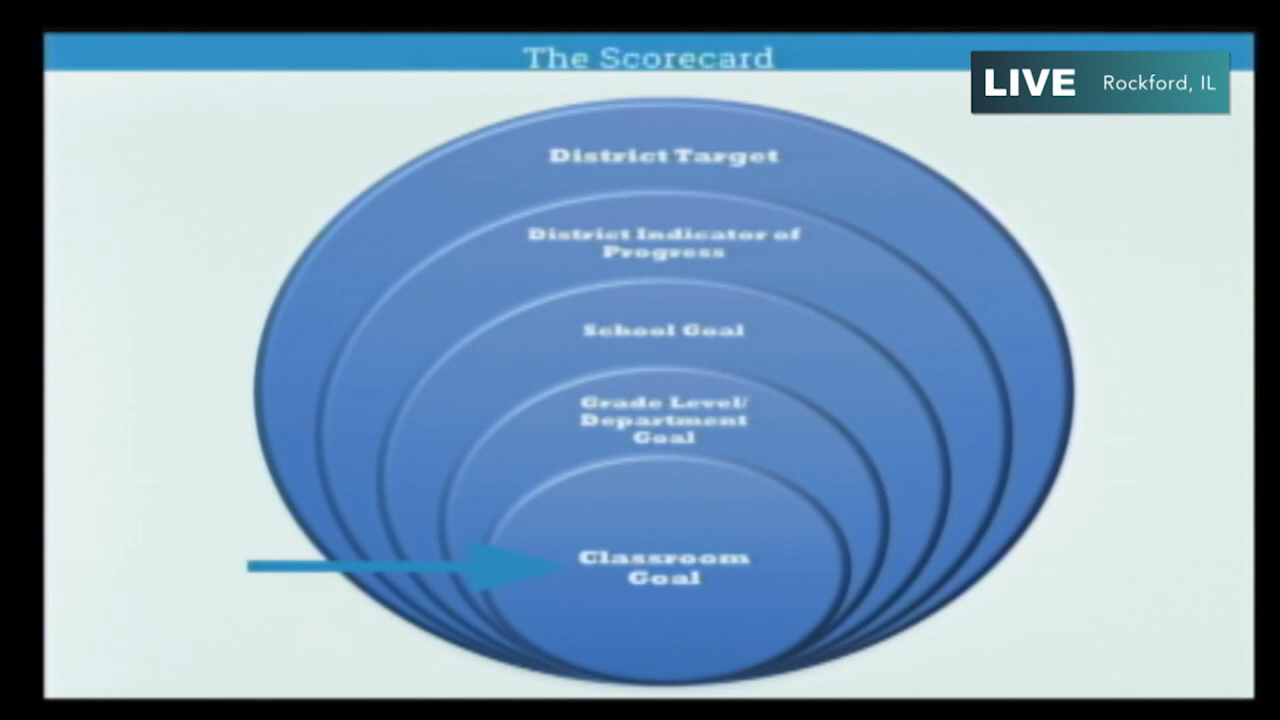 The Scorecard
LIVE Rockford, IL
District Target
District Indicator of
Progress
School Goal
Grade Level/
Department
Goal
Classroom
Goal